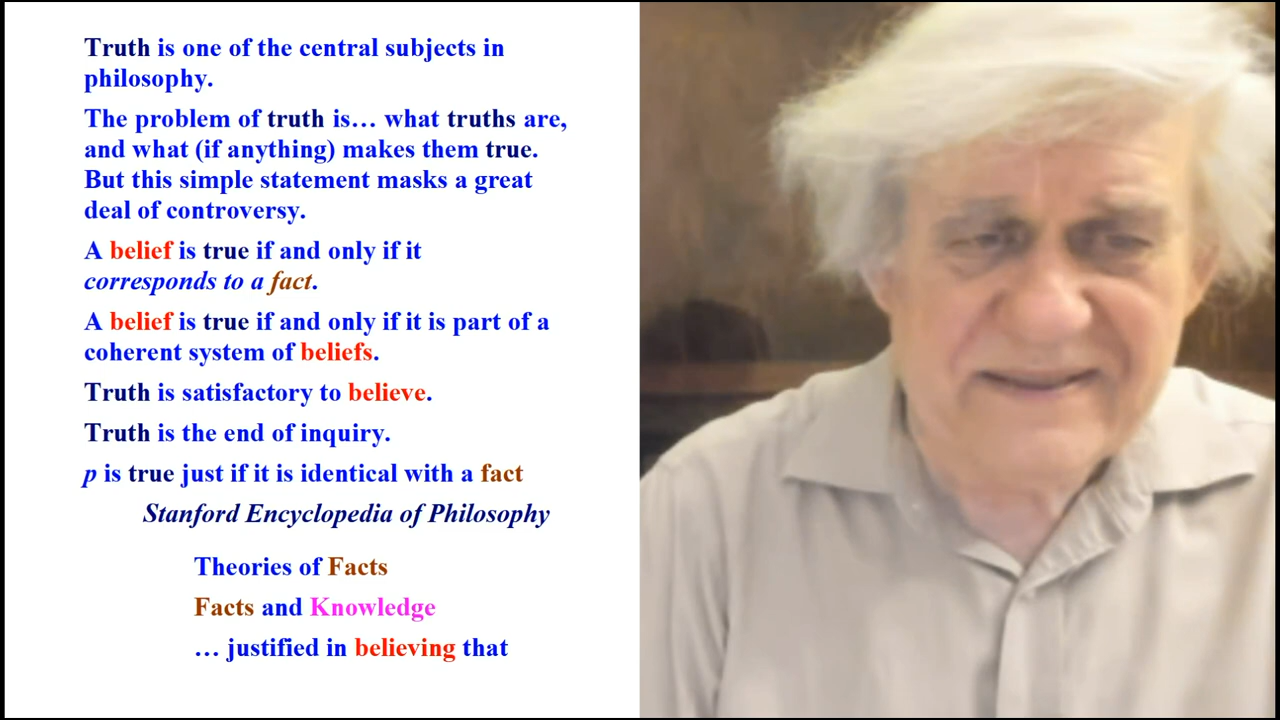 Truth is one of the central subjects in
philosophy.
The problem of truth is… what truths are,
and what (if anything) makes them true.
But this simple statement masks a great
deal of controversy.
A belief is true if and only if it
corresponds to a fact.
A belief is true if and only if it is part of a
coherent system of beliefs.
Truth is satisfactory to believe.
Truth is the end of inquiry.
p is true just if it is identical with a fact
Stanford Encyclopedia of Philosophy
Theories of Facts
Facts and Knowledge
… justified in believing that